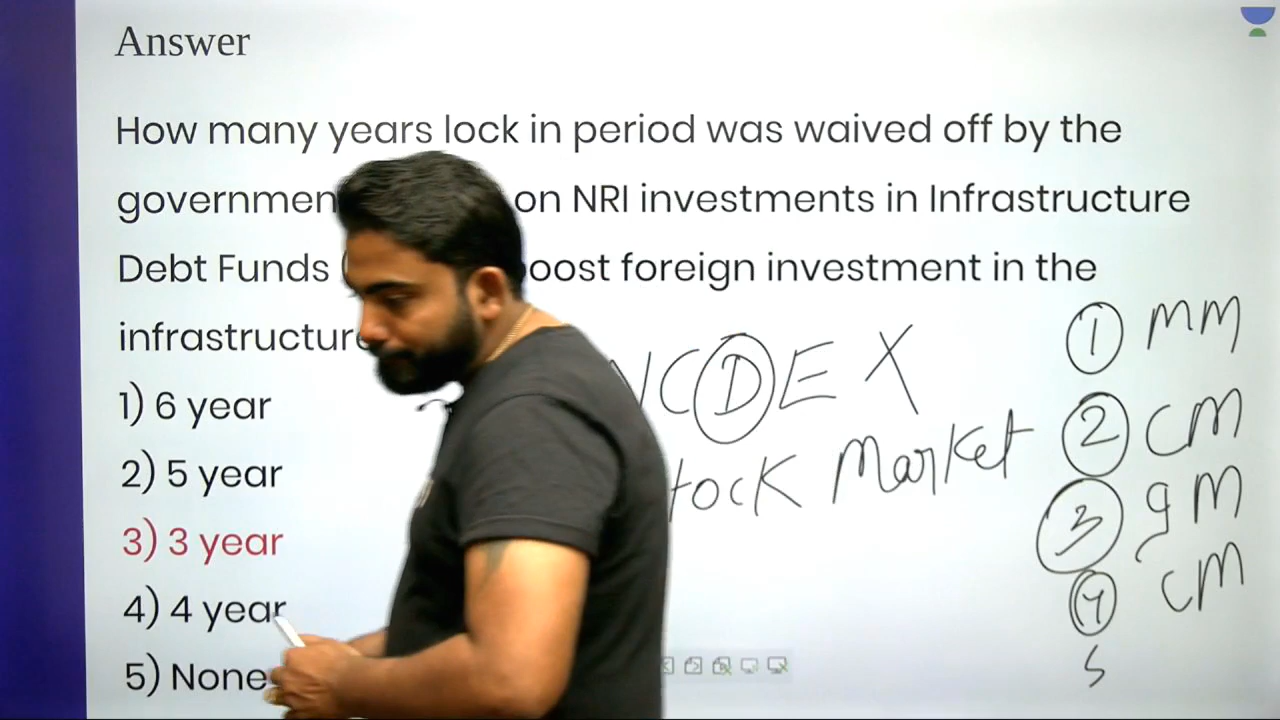 Answer
How many years lock in period was waived off by the
governmen on NRI investments in Infrastructure
Debt Funds oost foreign investment in the
infrastructure
1) 6 year
2) 5 year
3) 3 year
4) 4 year
5) None
NCDEX
tock Market
1 MM
2 CM
3 gM
4 CM
5